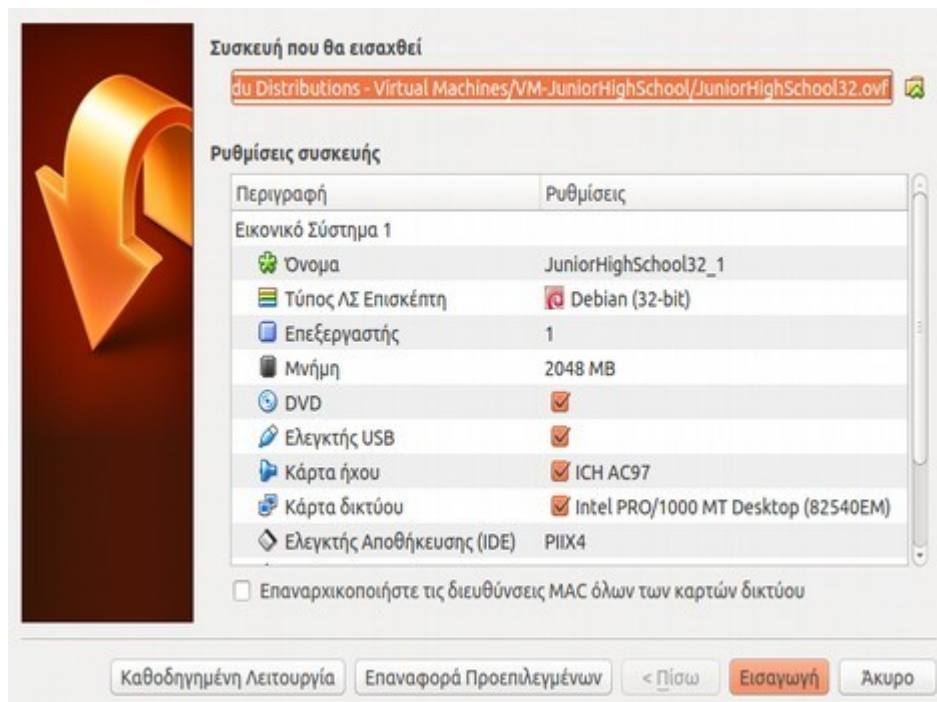 Συσκευή που θα εισαχθεί
du Distributions - Virtual Machines/VM-JuniorHighSchool/JuniorHighSchool32.ovf
Ρυθμίσεις συσκευής
Περιγραφή Ρυθμίσεις
Εικονικό Σύστημα 1
Όνομα JuniorHighSchool32_1
Τύπος ΛΣ Επισκέπτη Debian (32-bit)
Επεξεργαστής 1
Μνήμη 2048 MB
DVD
Ελεγκτής USB
Κάρτα ήχου ICH AC97
Κάρτα δικτύου Intel PRO/1000 MT Desktop (82540EM)
Ελεγκτής Αποθήκευσης (IDE) PIIX4
Επαναρχικοποιήστε τις διευθύνσεις MAC όλων των καρτών δικτύου
Καθοδηγημένη Λειτουργία Επαναφορά Προεπιλεγμένων < Πίσω Εισαγωγή Άκυρο